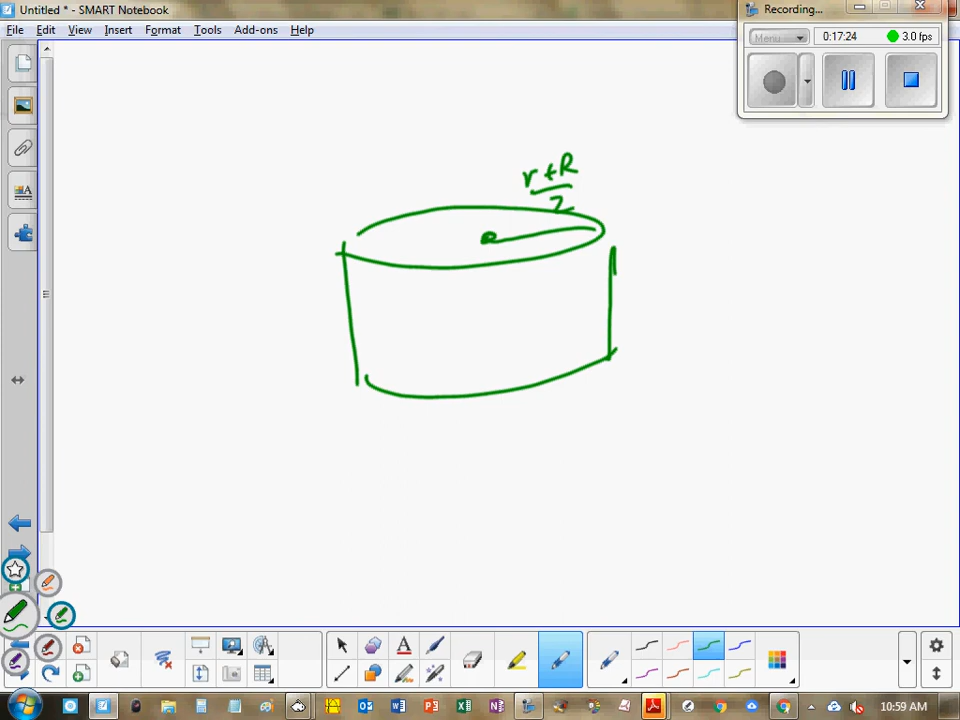 Untitled * - SMART Notebook
Recording...
File Edit View Insert Format Tools Add-ons Help
Menu 0:17:24 3.0 fps
r+R
2
10:59 AM